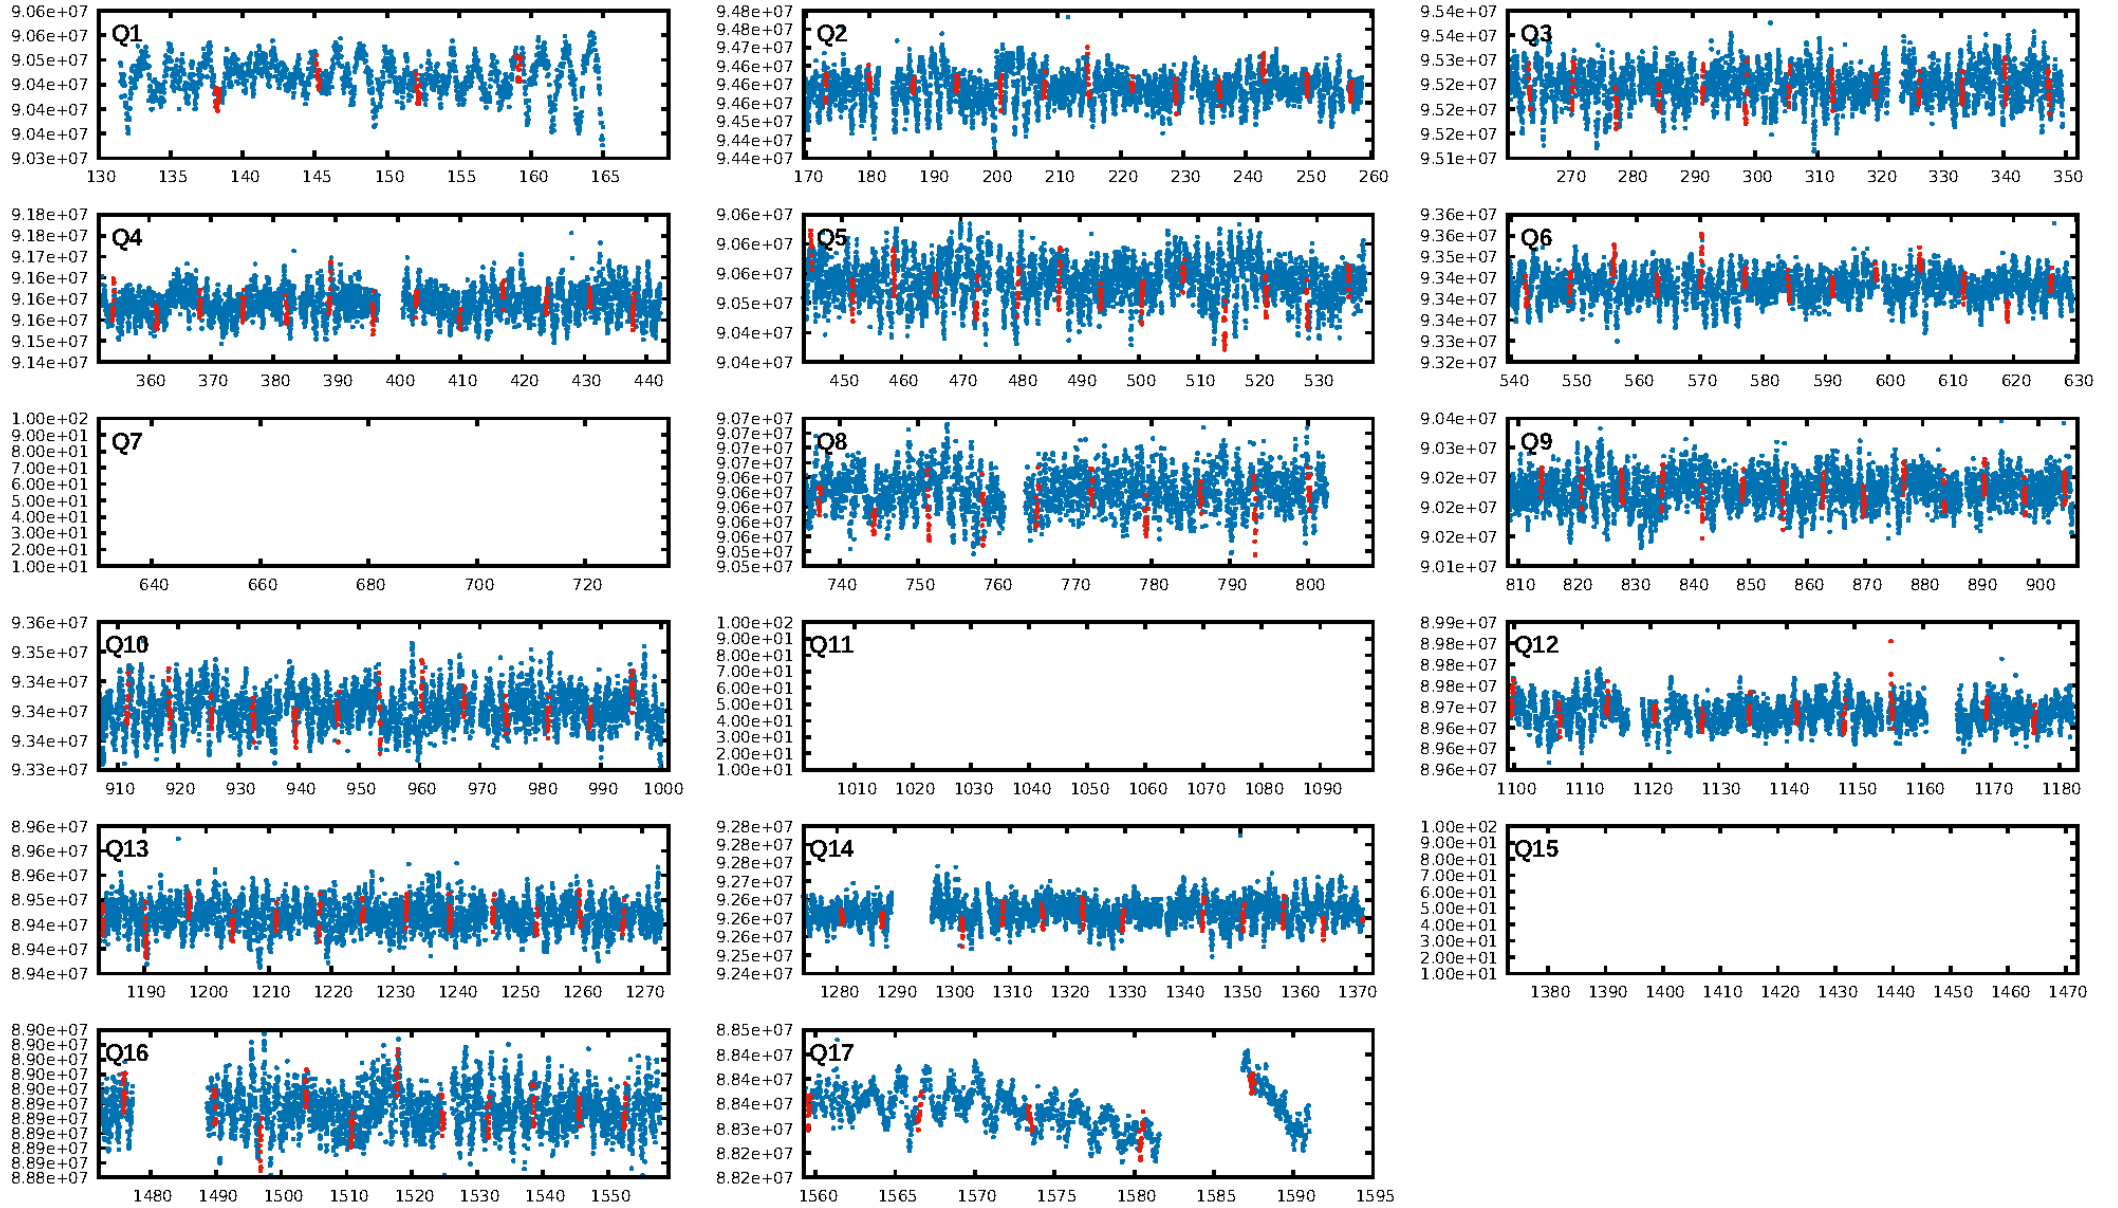 Q1
9.06e+07
9.06e+07
9.05e+07
9.04e+07
9.04e+07
9.04e+07
9.03e+07
130 135 140 145 150 155 160 165
Q2
9.48e+07
9.48e+07
9.47e+07
9.46e+07
9.46e+07
9.46e+07
9.45e+07
9.44e+07
9.44e+07
170 180 190 200 210 220 230 240 250 260
Q3
9.54e+07
9.54e+07
9.53e+07
9.52e+07
9.52e+07
9.52e+07
9.51e+07
270 280 290 300 310 320 330 340 350
Q4
9.18e+07
9.18e+07
9.17e+07
9.16e+07
9.16e+07
9.16e+07
9.15e+07
9.14e+07
360 370 380 390 400 410 420 430 440
Q5
9.06e+07
9.06e+07
9.06e+07
9.05e+07
9.04e+07
9.04e+07
450 460 470 480 490 500 510 520 530
Q6
9.36e+07
9.36e+07
9.35e+07
9.34e+07
9.34e+07
9.34e+07
9.33e+07
9.32e+07
540 550 560 570 580 590 600 610 620 630
Q7
1.00e+02
9.00e+01
8.00e+01
7.00e+01
6.00e+01
5.00e+01
4.00e+01
3.00e+01
2.00e+01
1.00e+01
640 660 680 700 720
Q8
9.07e+07
9.07e+07
9.07e+07
9.07e+07
9.06e+07
9.06e+07
9.06e+07
9.06e+07
9.06e+07
9.05e+07
9.05e+07
740 750 760 770 780 790 800
Q9
9.04e+07
9.03e+07
9.02e+07
9.02e+07
9.02e+07
9.01e+07
810 820 830 840 850 860 870 880 890 900
Q10
9.36e+07
9.35e+07
9.34e+07
9.34e+07
9.34e+07
9.33e+07
910 920 930 940 950 960 970 980 990 1000
Q11
1.00e+02
9.00e+01
8.00e+01
7.00e+01
6.00e+01
5.00e+01
4.00e+01
3.00e+01
2.00e+01
1.00e+01
1010 1020 1030 1040 1050 1060 1070 1080 1090
Q12
8.99e+07
8.98e+07
8.98e+07
8.98e+07
8.97e+07
8.96e+07
8.96e+07
8.96e+07
1100 1110 1120 1130 1140 1150 1160 1170 1180
Q13
8.96e+07
8.96e+07
8.96e+07
8.95e+07
8.94e+07
8.94e+07
8.94e+07
1190 1200 1210 1220 1230 1240 1250 1260 1270
Q14
9.28e+07
9.28e+07
9.28e+07
9.27e+07
9.26e+07
9.26e+07
9.26e+07
9.25e+07
9.24e+07
1280 1290 1300 1310 1320 1330 1340 1350 1360 1370
Q15
1.00e+02
9.00e+01
8.00e+01
7.00e+01
6.00e+01
5.00e+01
4.00e+01
3.00e+01
2.00e+01
1.00e+01
1380 1390 1400 1410 1420 1430 1440 1450 1460 1470
Q16
8.90e+07
8.90e+07
8.90e+07
8.90e+07
8.90e+07
8.89e+07
8.89e+07
8.89e+07
8.89e+07
8.89e+07
8.88e+07
1480 1490 1500 1510 1520 1530 1540 1550
Q17
8.85e+07
8.84e+07
8.84e+07
8.84e+07
8.83e+07
8.82e+07
8.82e+07
1560 1565 1570 1575 1580 1585 1590 1595